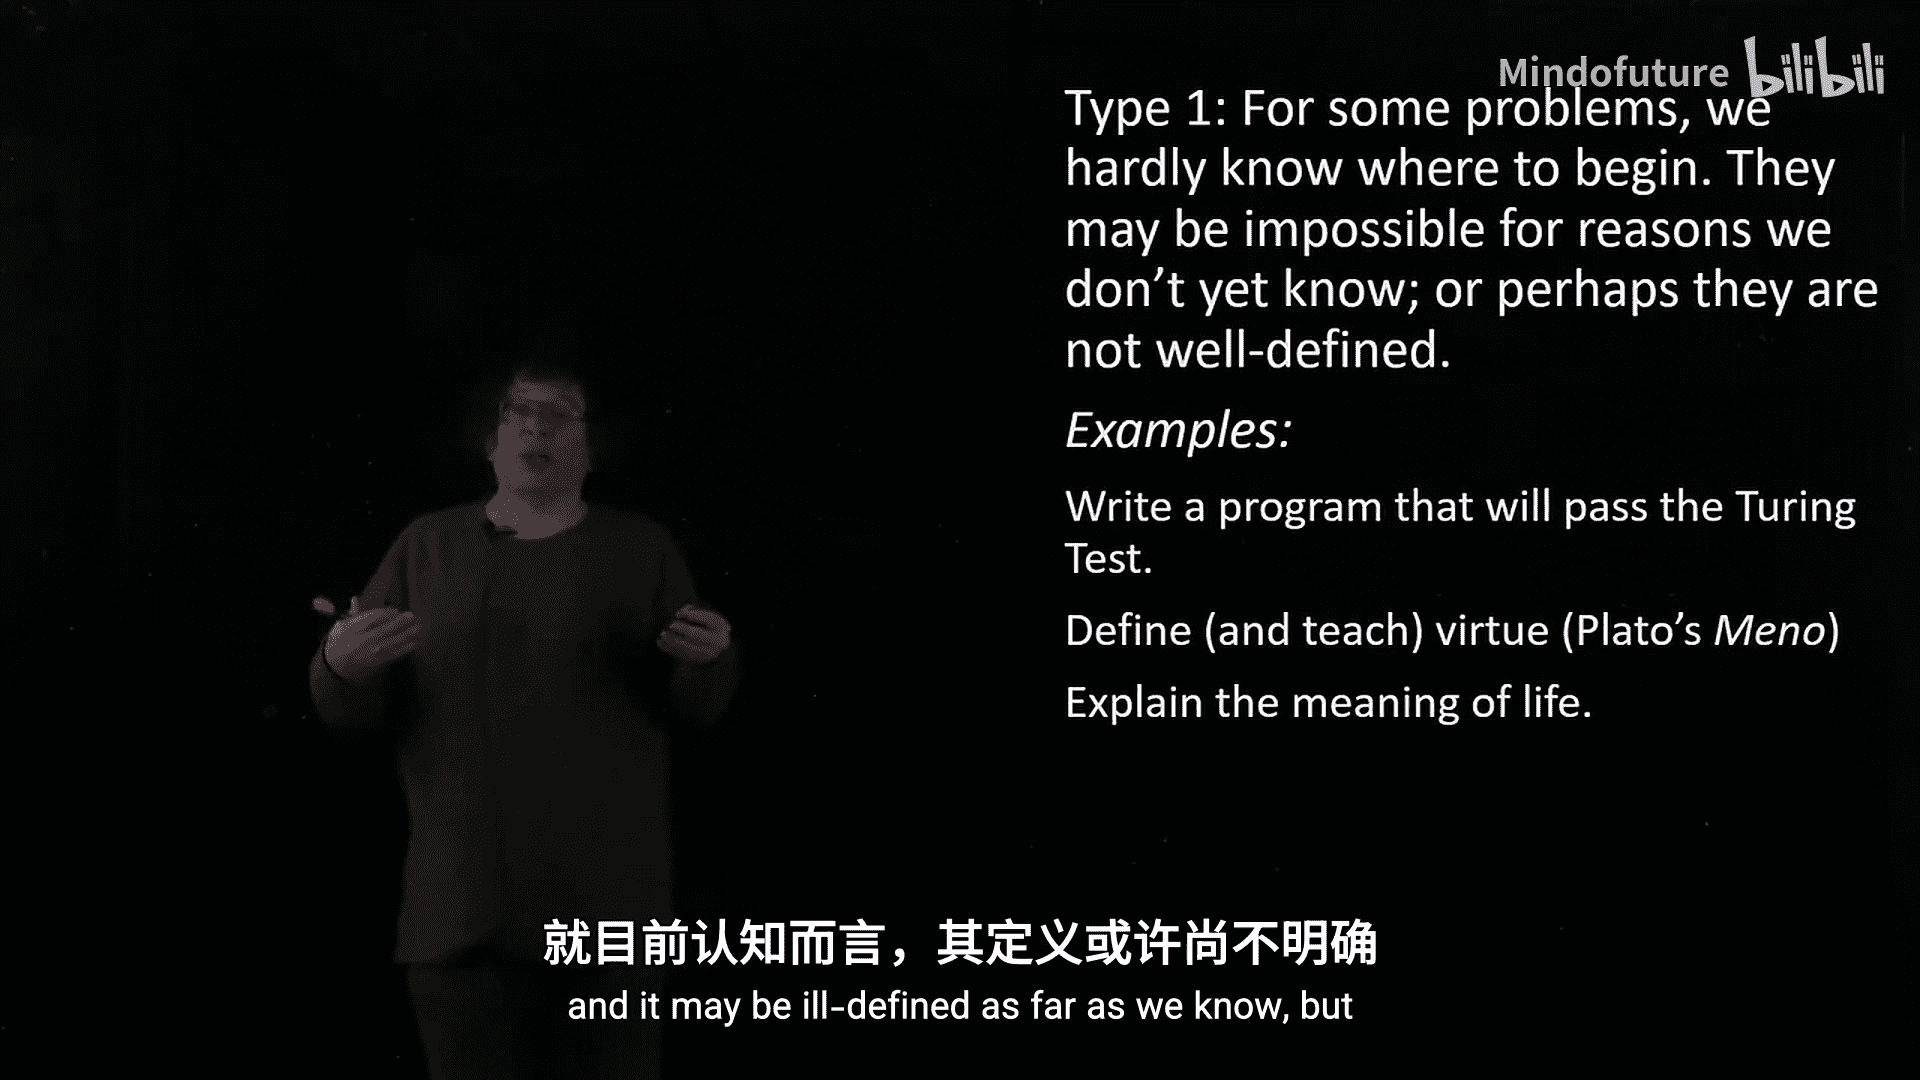 Mindofuture bilibili
Type 1: For some problems, we
hardly know where to begin. They
may be impossible for reasons we
don’t yet know; or perhaps they are
not well-defined.
Examples:
Write a program that will pass the Turing
Test.
Define (and teach) virtue (Plato’s Meno)
Explain the meaning of life.
就目前认知而言，其定义或许尚不明确
and it may be ill-defined as far as we know, but